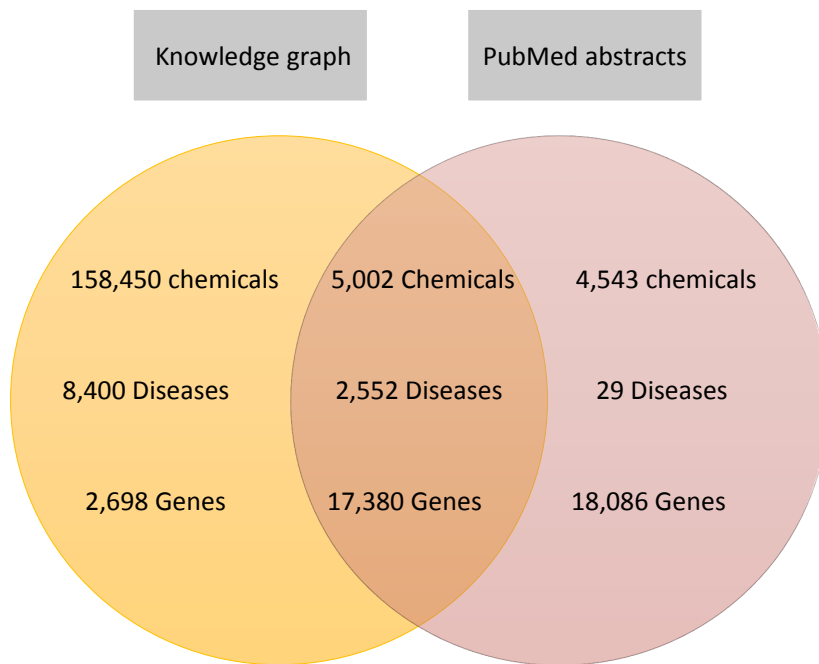 Knowledge graph
PubMed abstracts
158,450 chemicals
5,002 Chemicals
4,543 chemicals
8,400 Diseases
2,552 Diseases
29 Diseases
2,698 Genes
17,380 Genes
18,086 Genes